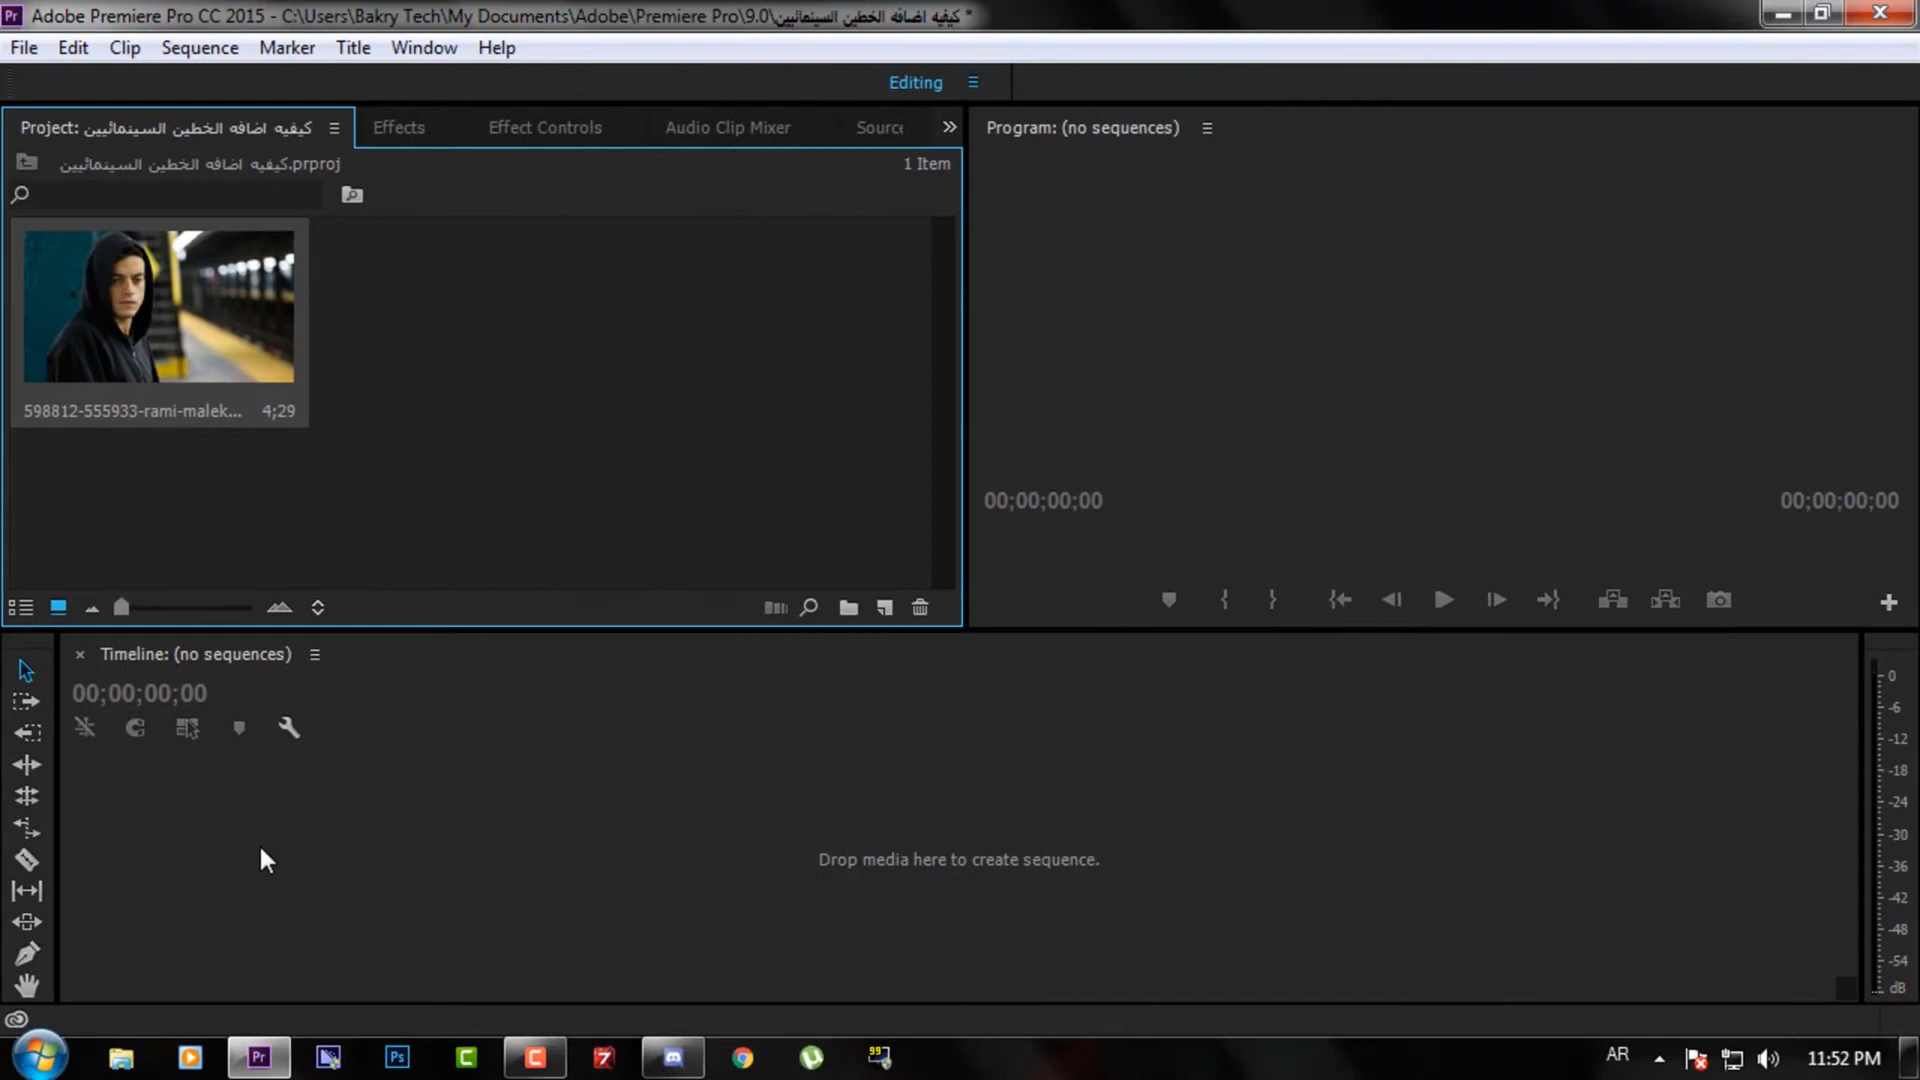 Adobe Premiere Pro CC 2015 - C:\Users\Bakry Tech\My Documents\Adobe\Premiere Pro\9.0\كيفيه اضافه الخطين السينمائيين *
File Edit Clip Sequence Marker Title Window Help
Editing
Project: كيفيه اضافه الخطين السينمائيين
Effects
Effect Controls
Audio Clip Mixer
Source
Program: (no sequences)
كيفيه اضافه الخطين السينمائيين.prproj
1 Item
598812-555933-rami-malek... 4;29
00;00;00;00
00;00;00;00
Timeline: (no sequences)
00;00;00;00
Drop media here to create sequence.
0
-6
-12
-18
-24
-30
-36
-42
-48
-54
dB
Pr
Ps
C
C
7
99
AR
11:52 PM